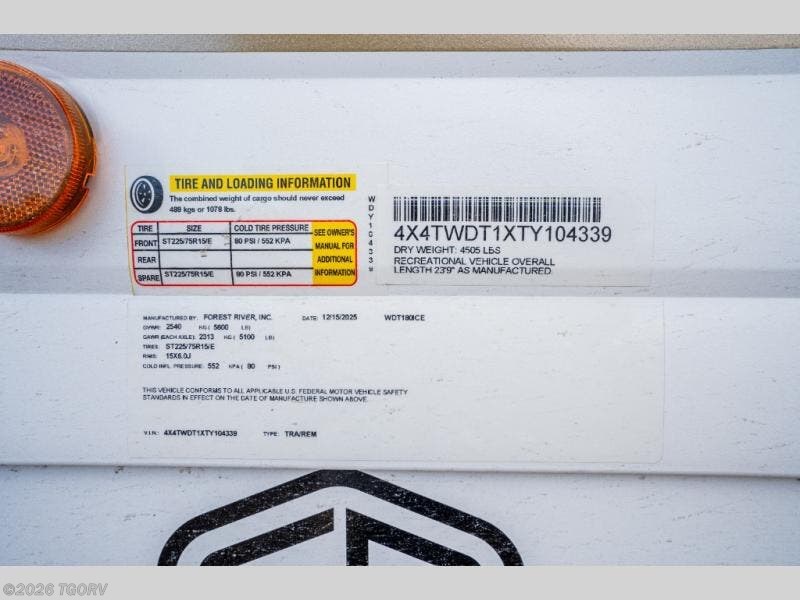 TIRE AND LOADING INFORMATION
The combined weight of cargo should never exceed
489 kgs or 1078 lbs.
TIRE SIZE COLD TIRE PRESSURE SEE OWNER'S
FRONT ST225/75R15/E 80 PSI / 552 KPA MANUAL FOR
REAR ADDITIONAL
SPARE ST225/75R15/E 80 PSI / 552 KPA INFORMATION
WDY104339
4X4TWDT1XTY104339
DRY WEIGHT: 4505 LBS
RECREATIONAL VEHICLE OVERALL
LENGTH 23'9" AS MANUFACTURED.
MANUFACTURED BY: FOREST RIVER, INC. DATE: 12/15/2025 WDT180ICE
GVWR: 2540 KG ( 5600 LB)
GAWR (EACH AXLE): 2313 KG ( 5100 LB)
TIRES: ST225/75R15/E
RIMS: 15X6.0J
COLD INFL. PRESSURE: 552 KPA ( 80 PSI )
THIS VEHICLE CONFORMS TO ALL APPLICABLE U.S. FEDERAL MOTOR VEHICLE SAFETY
STANDARDS IN EFFECT ON THE DATE OF MANUFACTURE SHOWN ABOVE.
V.I.N.: 4X4TWDT1XTY104339 TYPE: TRA/REM
©2026 TGORV